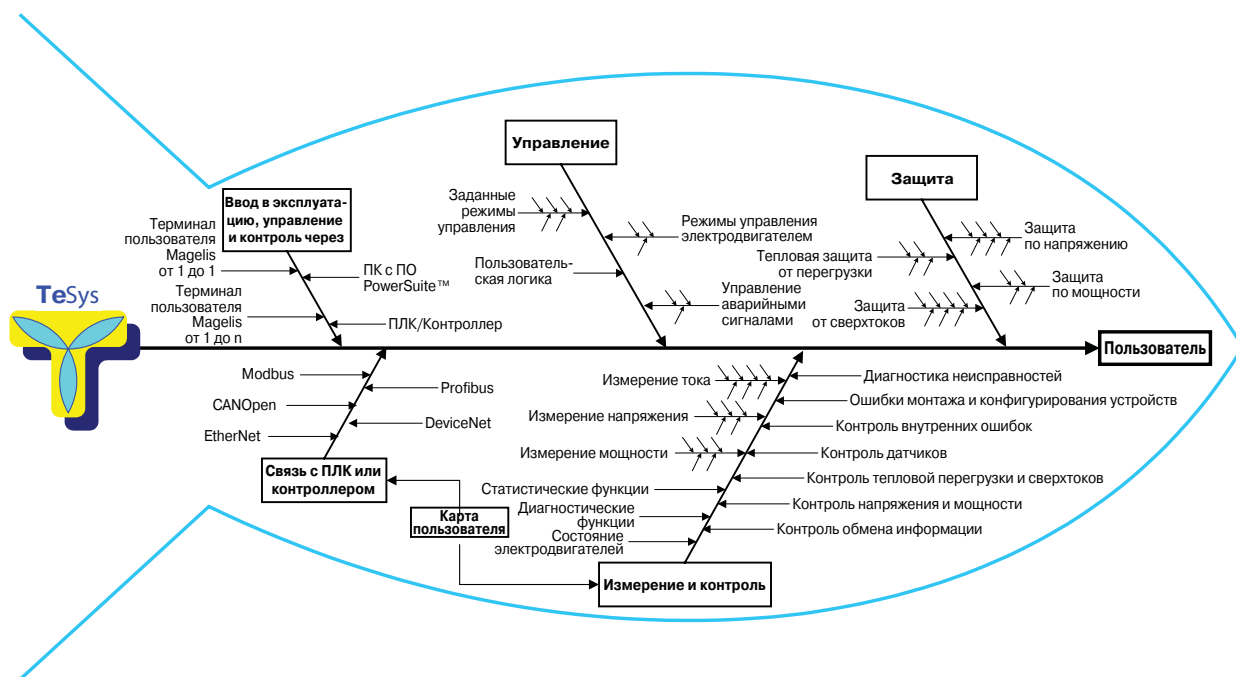 Управление
Защита
Ввод в эксплуата-
цию, управление
и контроль через
Терминал
пользователя
Magelis
от 1 до 1
ПК с ПО
PowerSuite™
Терминал
пользователя
Magelis
от 1 до n
ПЛК/Контроллер
Заданные
режимы
управления
Режимы управления
электродвигателем
Пользователь-
ская логика
Управление
аварийными
сигналами
Защита
по напряжению
Тепловая защита
от перегрузки
Защита
по мощности
Защита
от сверхтоков
TeSys
Пользователь
Modbus
Profibus
CANOpen
DeviceNet
EtherNet
Связь с ПЛК или
контроллером
Карта
пользователя
Измерение тока
Диагностика неисправностей
Ошибки монтажа и конфигурирования устройств
Измерение напряжения
Контроль внутренних ошибок
Измерение мощности
Контроль датчиков
Контроль тепловой перегрузки и сверхтоков
Статистические функции
Контроль напряжения и мощности
Диагностические
функции
Контроль обмена информации
Состояние
электродвигателей
Измерение и контроль